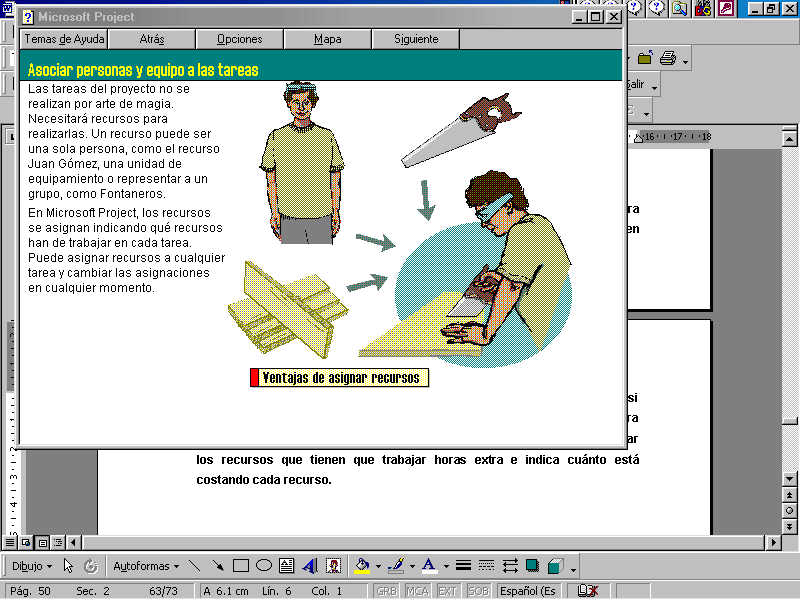 Microsoft Project
Temas de Ayuda
Atrás
Opciones
Mapa
Siguiente
Asociar personas y equipo a las tareas
Las tareas del proyecto no se
realizan por arte de magia.
Necesitará recursos para
realizarlas. Un recurso puede ser
una sola persona, como el recurso
Juan Gómez, una unidad de
equipamiento o representar a un
grupo, como Fontaneros.
En Microsoft Project, los recursos
se asignan indicando qué recursos
han de trabajar en cada tarea.
Puede asignar recursos a cualquier
tarea y cambiar las asignaciones
en cualquier momento.
Ventajas de asignar recursos
alir
16 17 18
ra
en
si
ra
ar
los recursos que tienen que trabajar horas extra e indica cuánto está
costando cada recurso.
Dibujo
Autoformas
Pág. 50 Sec. 2 63/73 A 6.1 cm Lín. 6 Col. 1 GRB MCA EXT SOB Español (Es